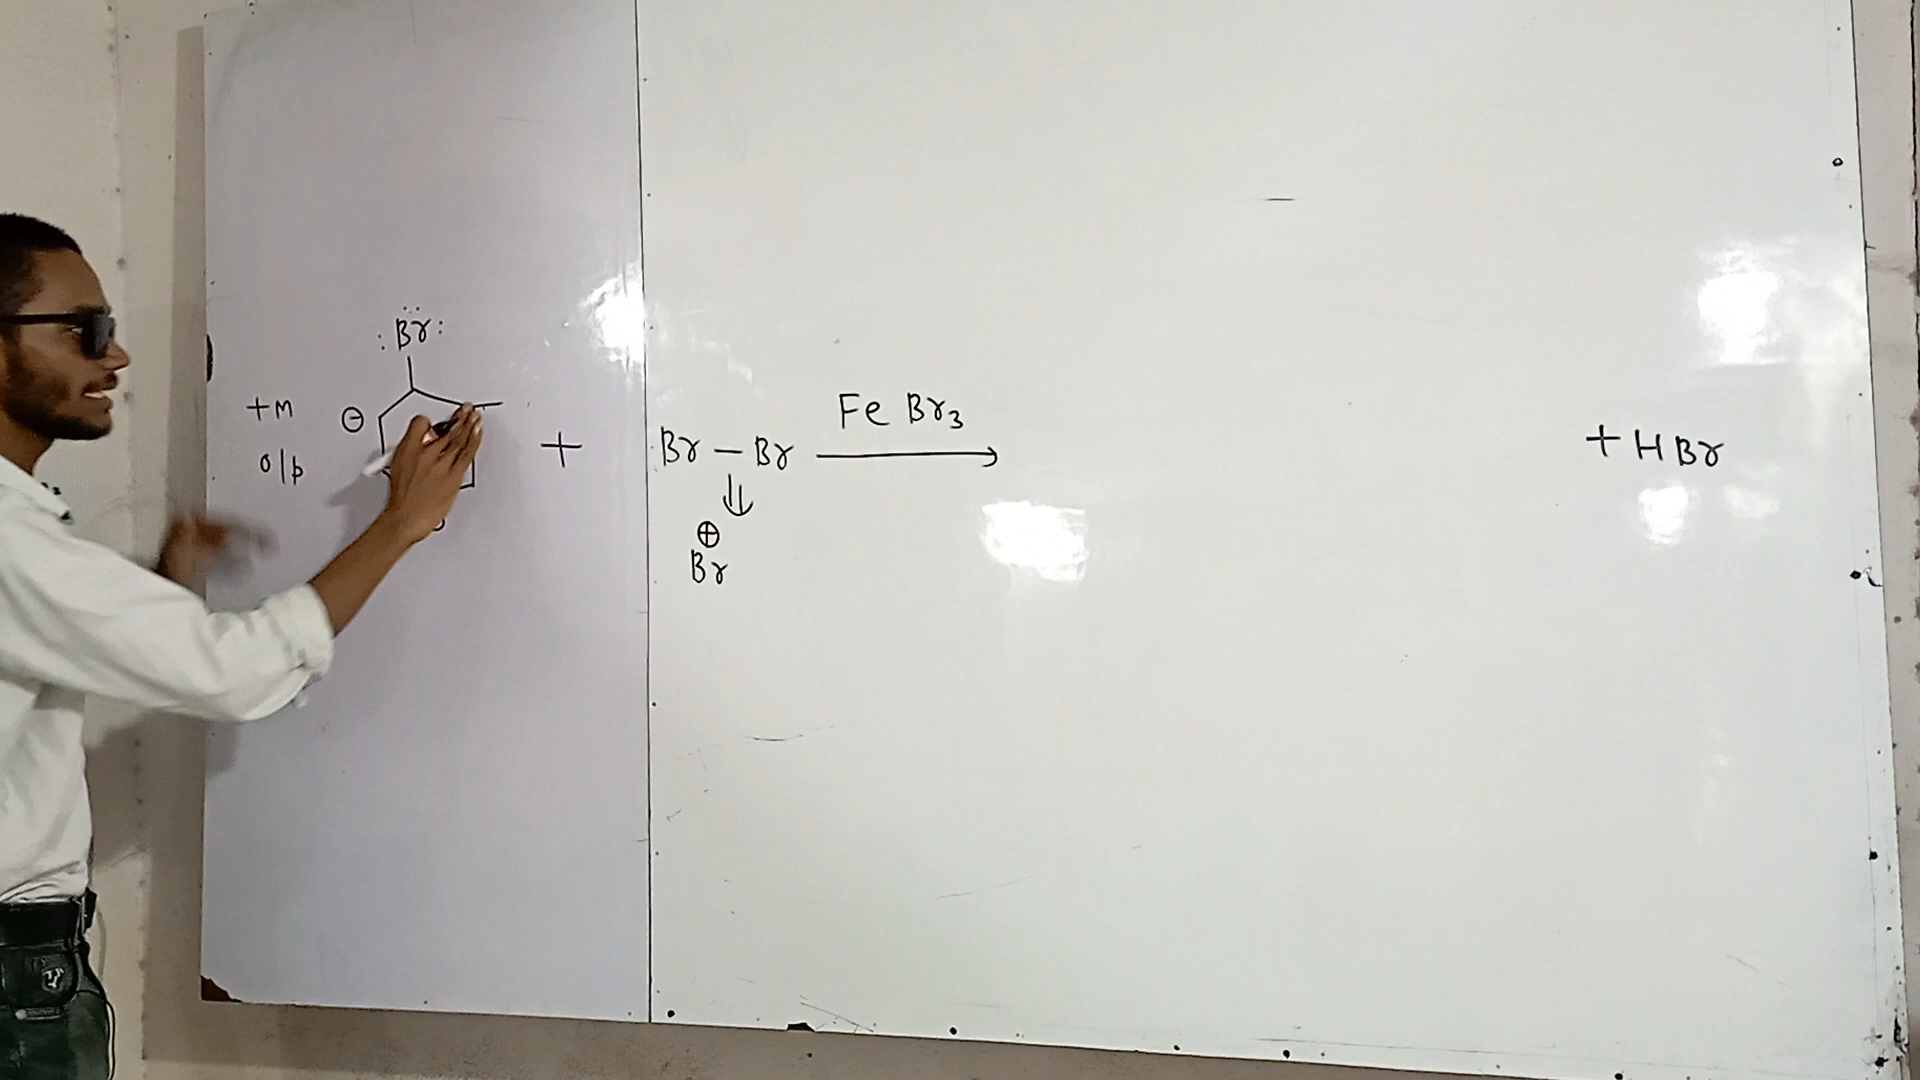 :Br:
+M ⊖
o/p
+ Br – Br FeBr₃ → + HBr
⇓
⊕
Br